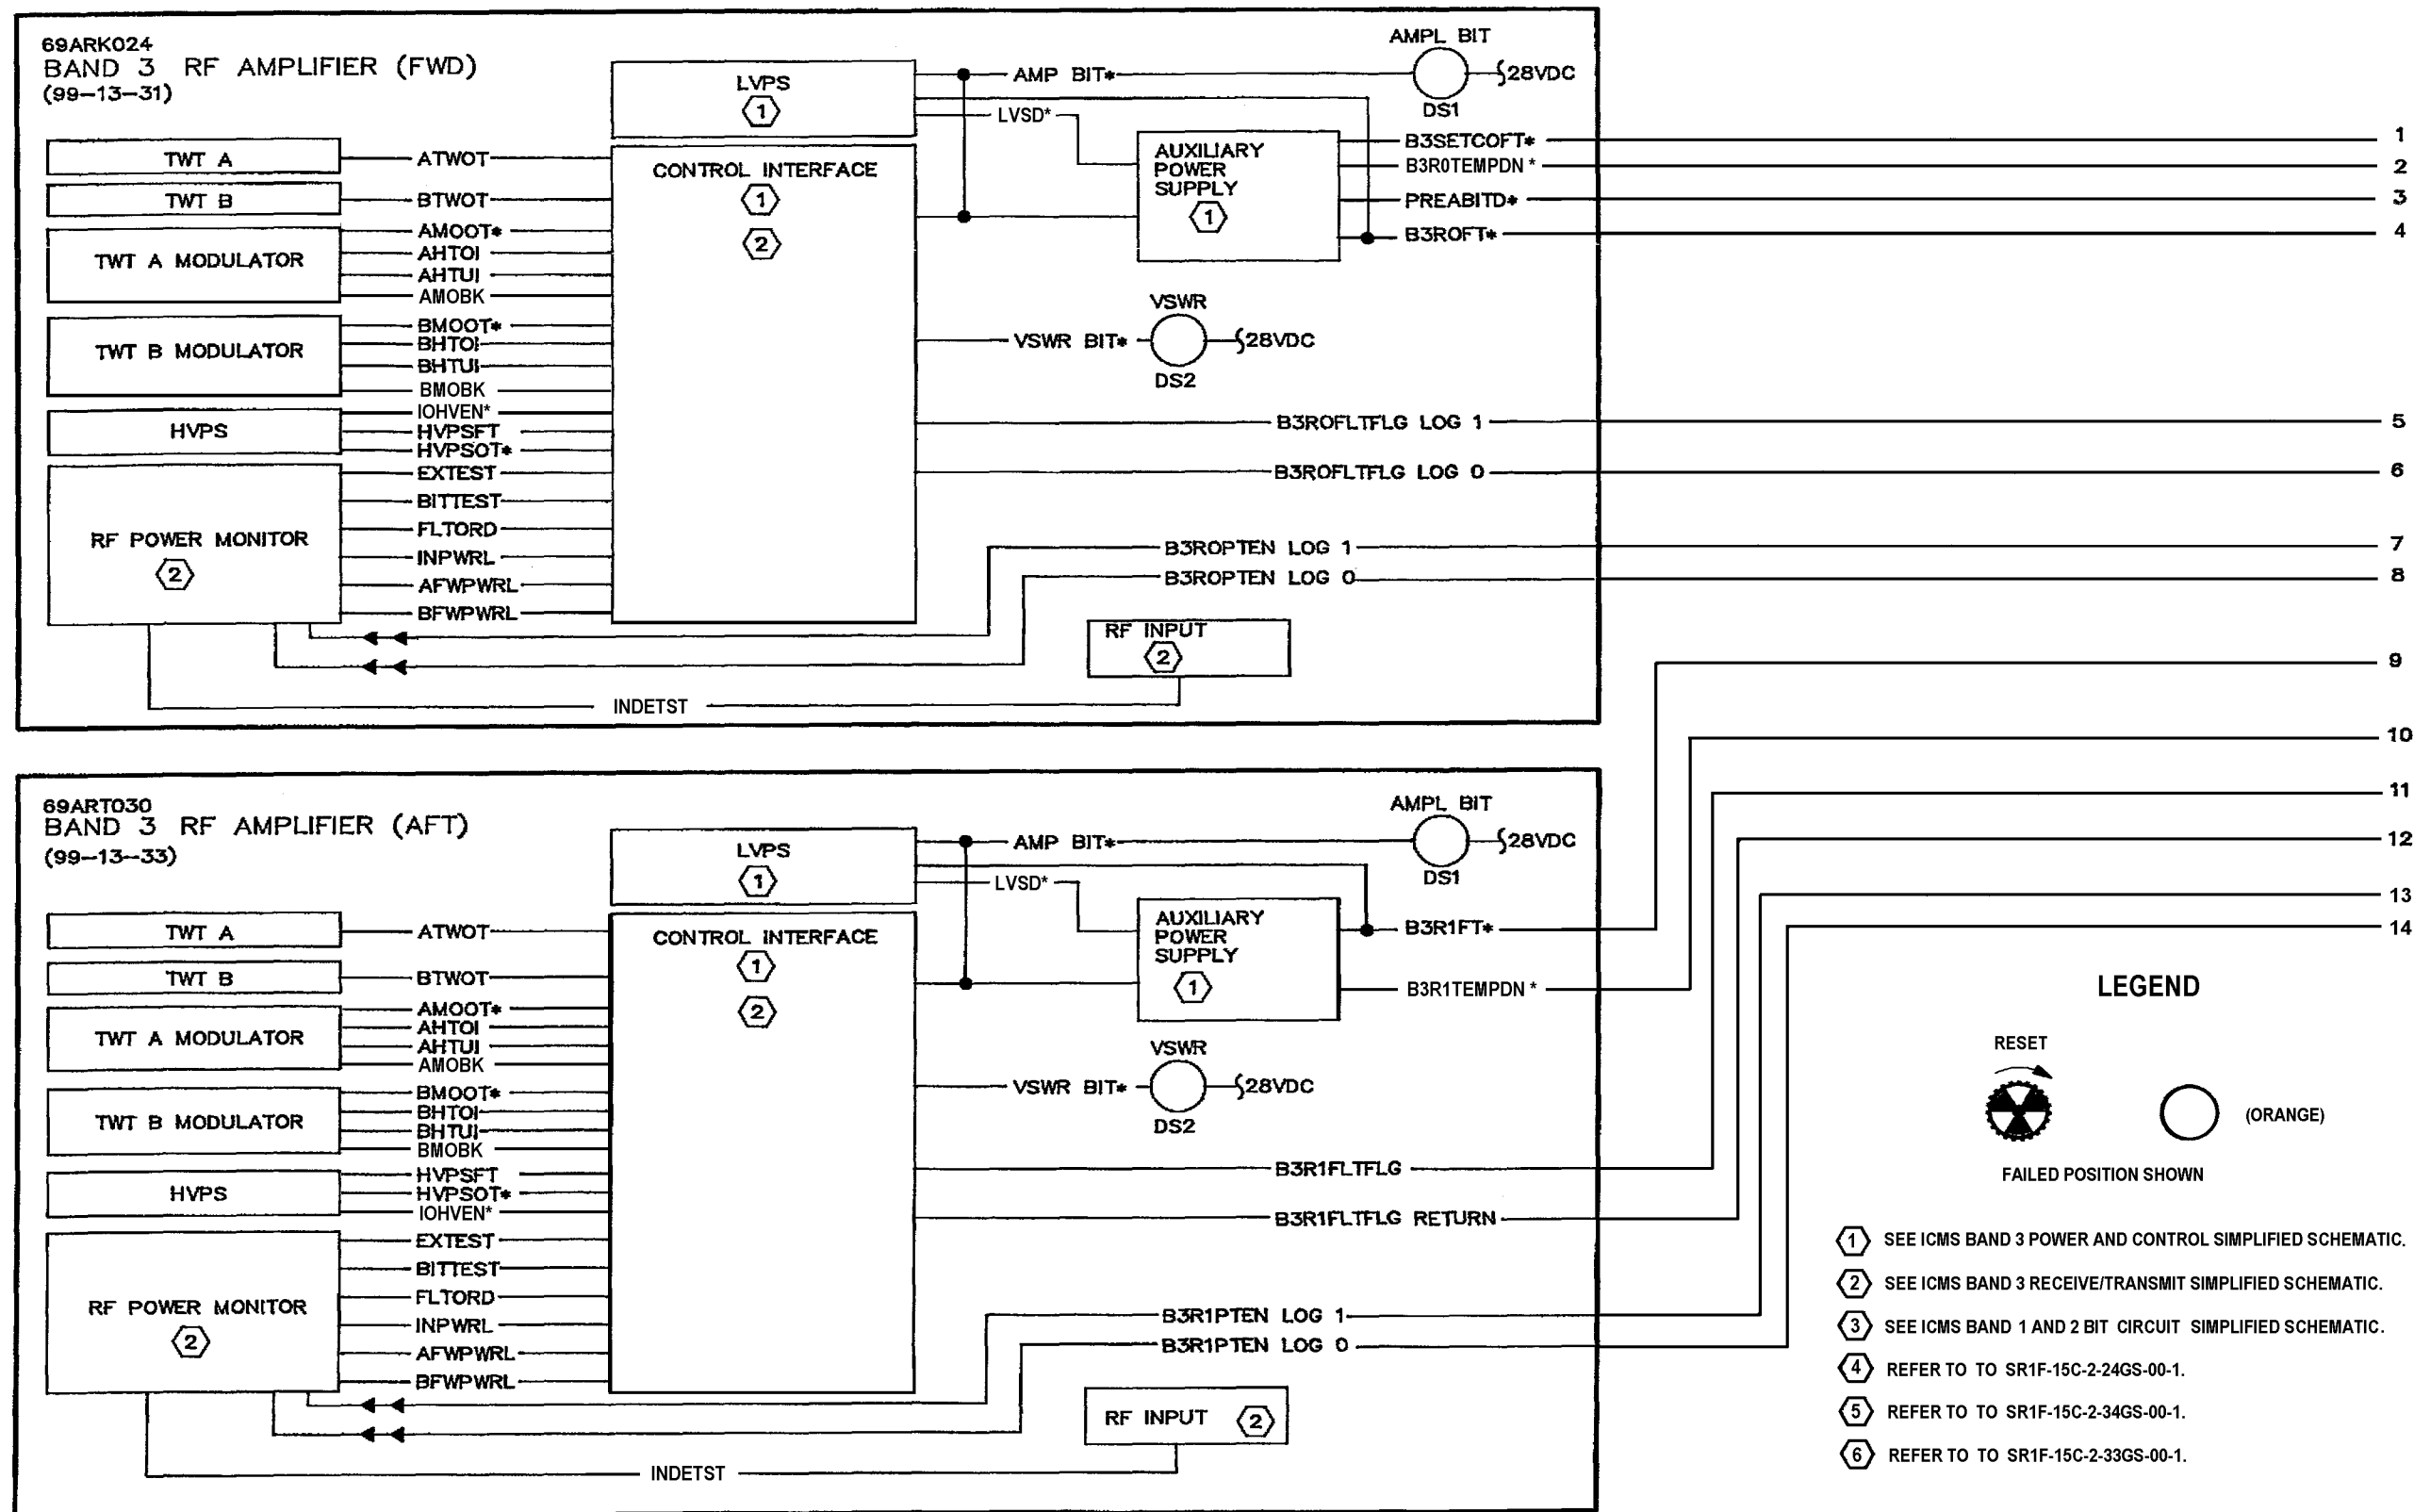 69ARK024
BAND 3 RF AMPLIFIER (FWD)
(99-13-31)
LVPS
1
AMP BIT*
LVSD*
AMPL BIT
28VDC
DS1
TWT A
ATWOT
TWT B
BTWOT
TWT A MODULATOR
AMOOT*
AHTOI
AHTUI
AMOBK
TWT B MODULATOR
BMOOT*
BHTOI
BHTUI
BMOBK
HVPS
IOHVEN*
HVPSFT
HVPSOT*
RF POWER MONITOR
2
EXTEST
BITTEST
FLTORD
INPWRL
AFWPWRL
BFWPWRL
CONTROL INTERFACE
1
2
AUXILIARY
POWER
SUPPLY
1
B3SETCOFT*
1
B3R0TEMPDN *
2
PREABITD*
3
B3ROFT*
4
VSWR
VSWR BIT*
28VDC
DS2
B3ROFLTFLG LOG 1
5
B3ROFLTFLG LOG 0
6
B3ROPTEN LOG 1
7
B3ROPTEN LOG 0
8
RF INPUT
2
INDETST
9
10
11
12
13
14
69ART030
BAND 3 RF AMPLIFIER (AFT)
(99-13-33)
LVPS
1
AMP BIT*
LVSD*
AMPL BIT
28VDC
DS1
TWT A
ATWOT
TWT B
BTWOT
TWT A MODULATOR
AMOOT*
AHTOI
AHTUI
AMOBK
TWT B MODULATOR
BMOOT*
BHTOI
BHTUI
BMOBK
HVPS
HVPSFT
HVPSOT*
IOHVEN*
RF POWER MONITOR
2
EXTEST
BITTEST
FLTORD
INPWRL
AFWPWRL
BFWPWRL
CONTROL INTERFACE
1
2
AUXILIARY
POWER
SUPPLY
1
B3R1FT*
B3R1TEMPDN *
VSWR
VSWR BIT*
28VDC
DS2
B3R1FLTFLG
B3R1FLTFLG RETURN
B3R1PTEN LOG 1
B3R1PTEN LOG 0
RF INPUT
2
INDETST
LEGEND
RESET
(ORANGE)
FAILED POSITION SHOWN
1 SEE ICMS BAND 3 POWER AND CONTROL SIMPLIFIED SCHEMATIC.
2 SEE ICMS BAND 3 RECEIVE/TRANSMIT SIMPLIFIED SCHEMATIC.
3 SEE ICMS BAND 1 AND 2 BIT CIRCUIT SIMPLIFIED SCHEMATIC.
4 REFER TO TO SR1F-15C-2-24GS-00-1.
5 REFER TO TO SR1F-15C-2-34GS-00-1.
6 REFER TO TO SR1F-15C-2-33GS-00-1.